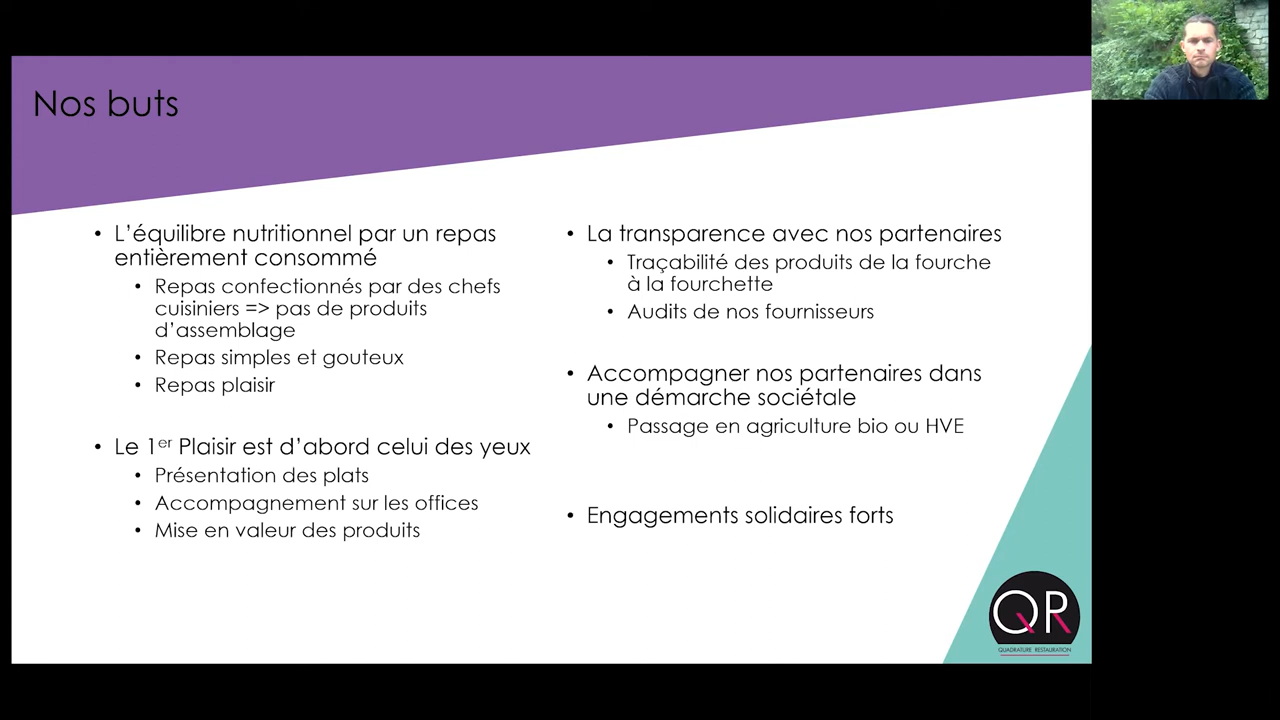 Nos buts
• L’équilibre nutritionnel par un repas
entièrement consommé
• Repas confectionnés par des chefs
cuisiniers => pas de produits
d’assemblage
• Repas simples et gouteux
• Repas plaisir
• Le 1er Plaisir est d’abord celui des yeux
• Présentation des plats
• Accompagnement sur les offices
• Mise en valeur des produits
• La transparence avec nos partenaires
• Traçabilité des produits de la fourche
à la fourchette
• Audits de nos fournisseurs
• Accompagner nos partenaires dans
une démarche sociétale
• Passage en agriculture bio ou HVE
• Engagements solidaires forts
QR
QUADRATURE RESTAURATION